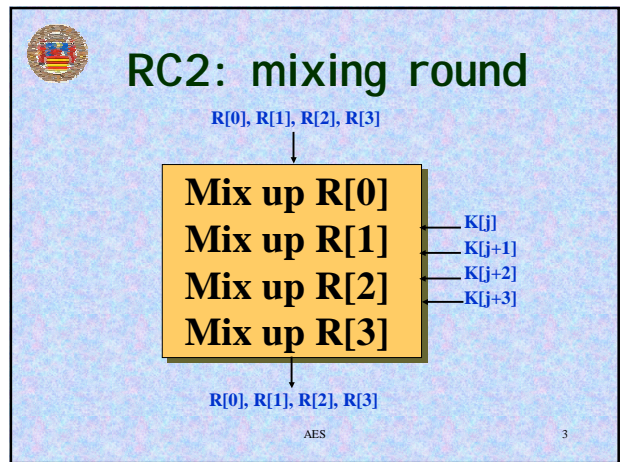 RC2: mixing round
R[0], R[1], R[2], R[3]
Mix up R[0]
Mix up R[1]
Mix up R[2]
Mix up R[3]
K[j]
K[j+1]
K[j+2]
K[j+3]
R[0], R[1], R[2], R[3]
AES 3